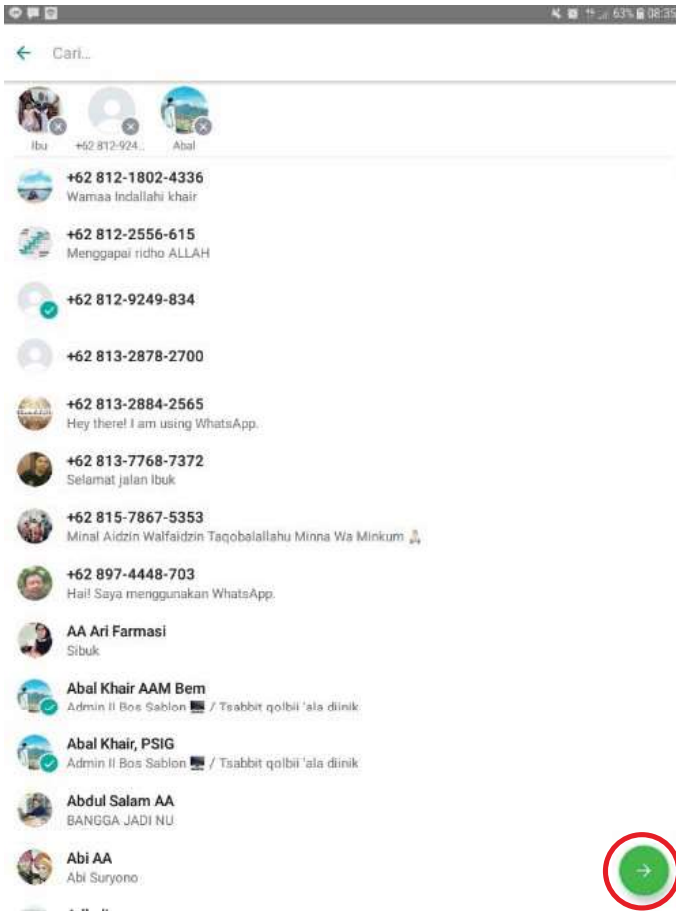 63% 08:35
Cari...
Ibu
+62 812-924...
Abal
+62 812-1802-4336
Wamaa Indallahi khair
+62 812-2556-615
Menggapai ridho ALLAH
+62 812-9249-834
+62 813-2878-2700
+62 813-2884-2565
Hey there! I am using WhatsApp.
+62 813-7768-7372
Selamat jalan Ibuk
+62 815-7867-5353
Minal Aidzin Walfaidzin Taqobalallahu Minna Wa Minkum 🙏🏼
+62 897-4448-703
Hai! Saya menggunakan WhatsApp.
AA Ari Farmasi
Sibuk
Abal Khair AAM Bem
Admin II Bos Sablon 🖥 / Tsabbit qolbii 'ala diinik
Abal Khair, PSIG
Admin II Bos Sablon 🖥 / Tsabbit qolbii 'ala diinik
Abdul Salam AA
BANGGA JADI NU
Abi AA
Abi Suryono